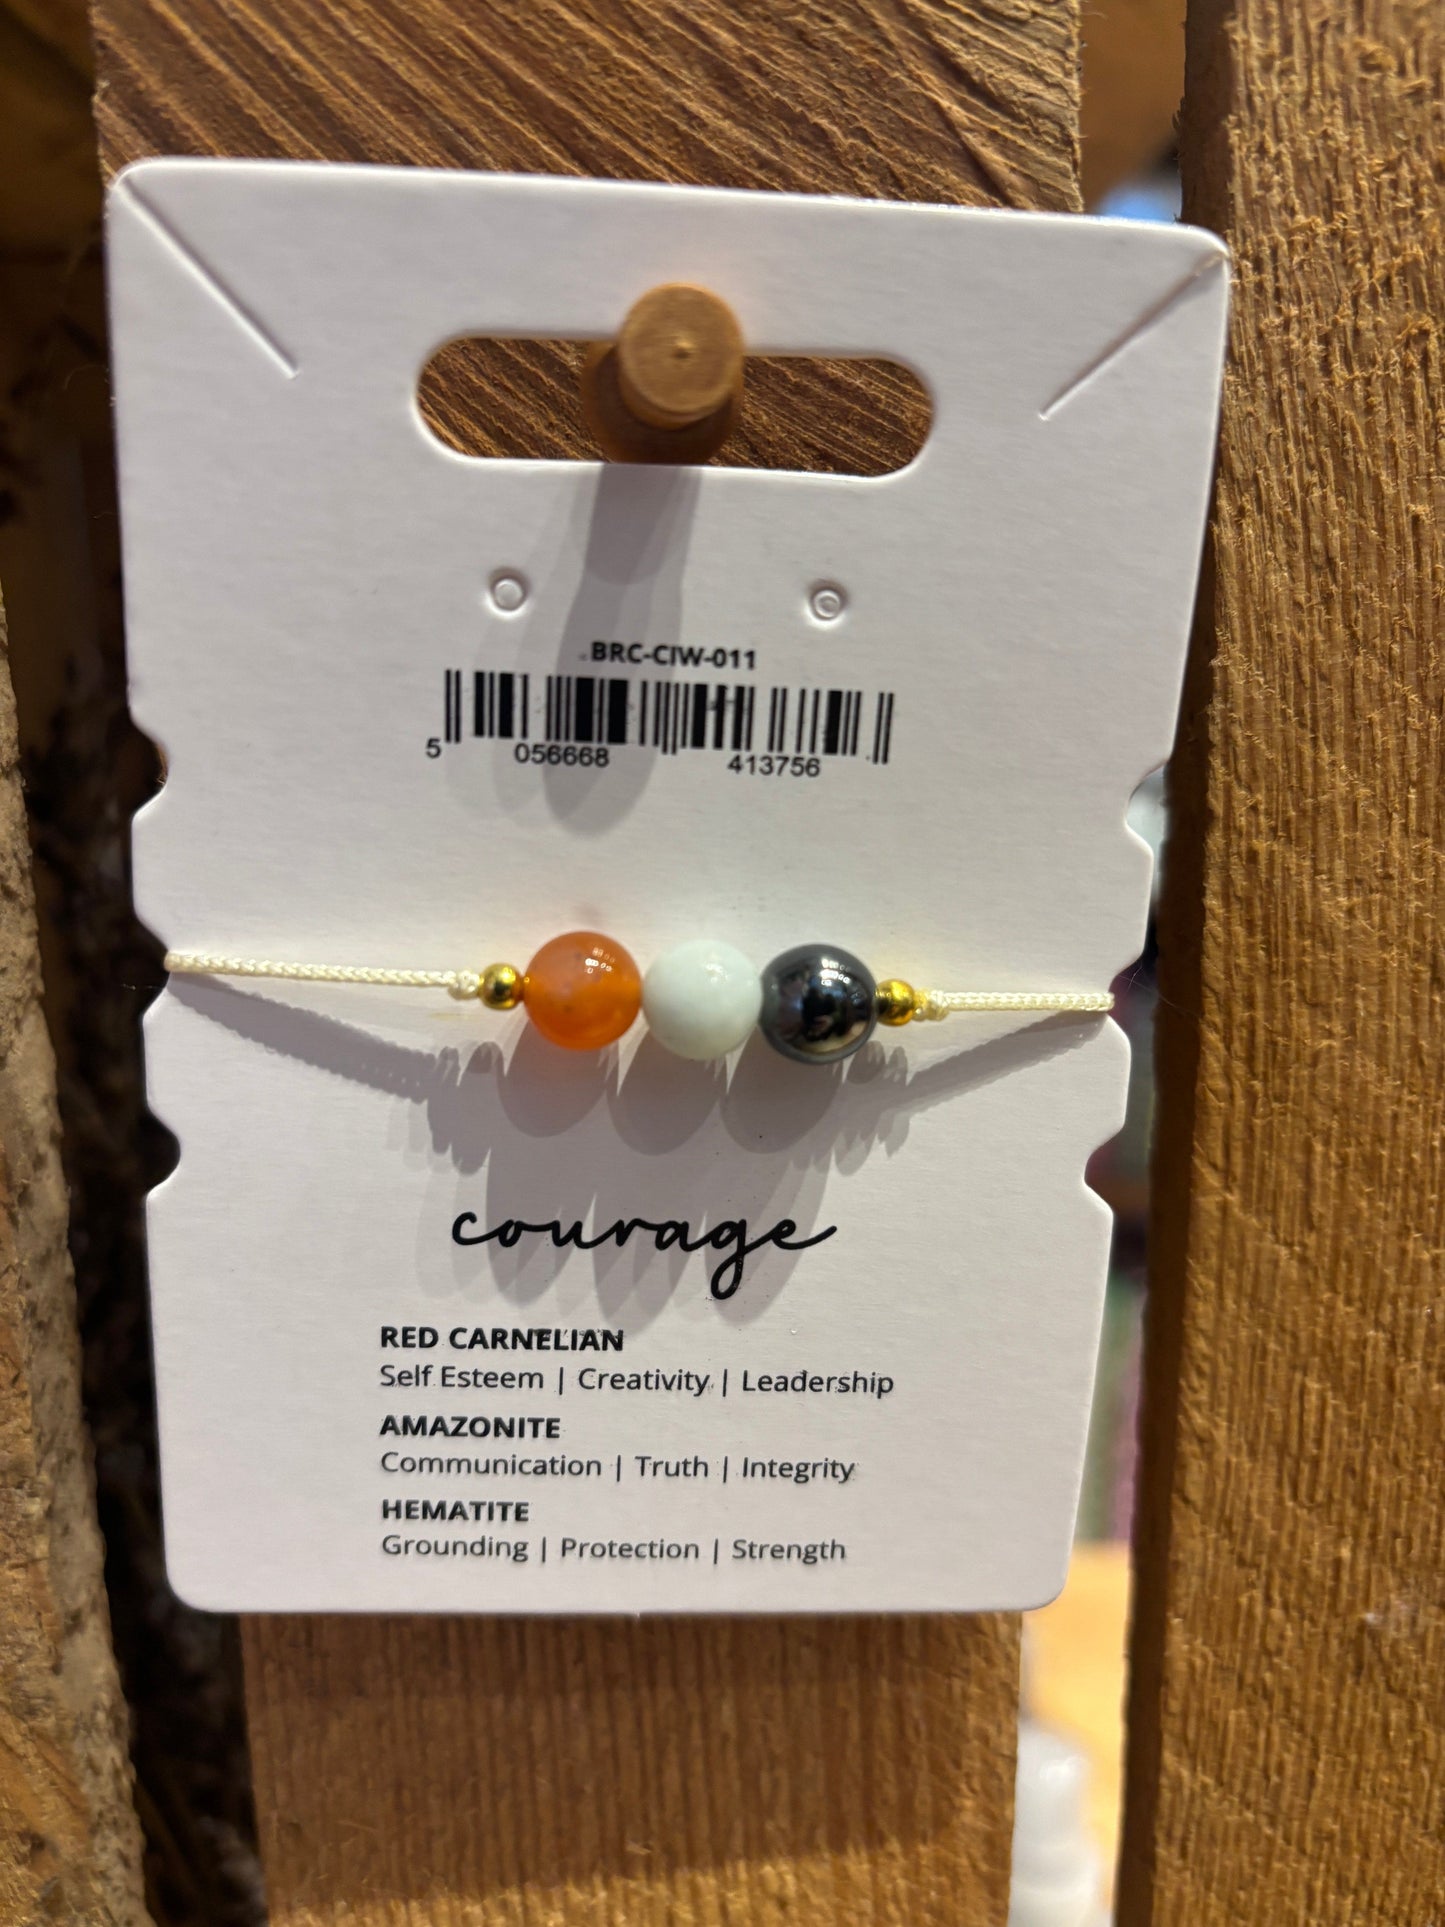 BRC-CIW-011
5 056668 413756
courage
RED CARNELIAN
Self Esteem | Creativity | Leadership
AMAZONITE
Communication | Truth | Integrity
HEMATITE
Grounding | Protection | Strength